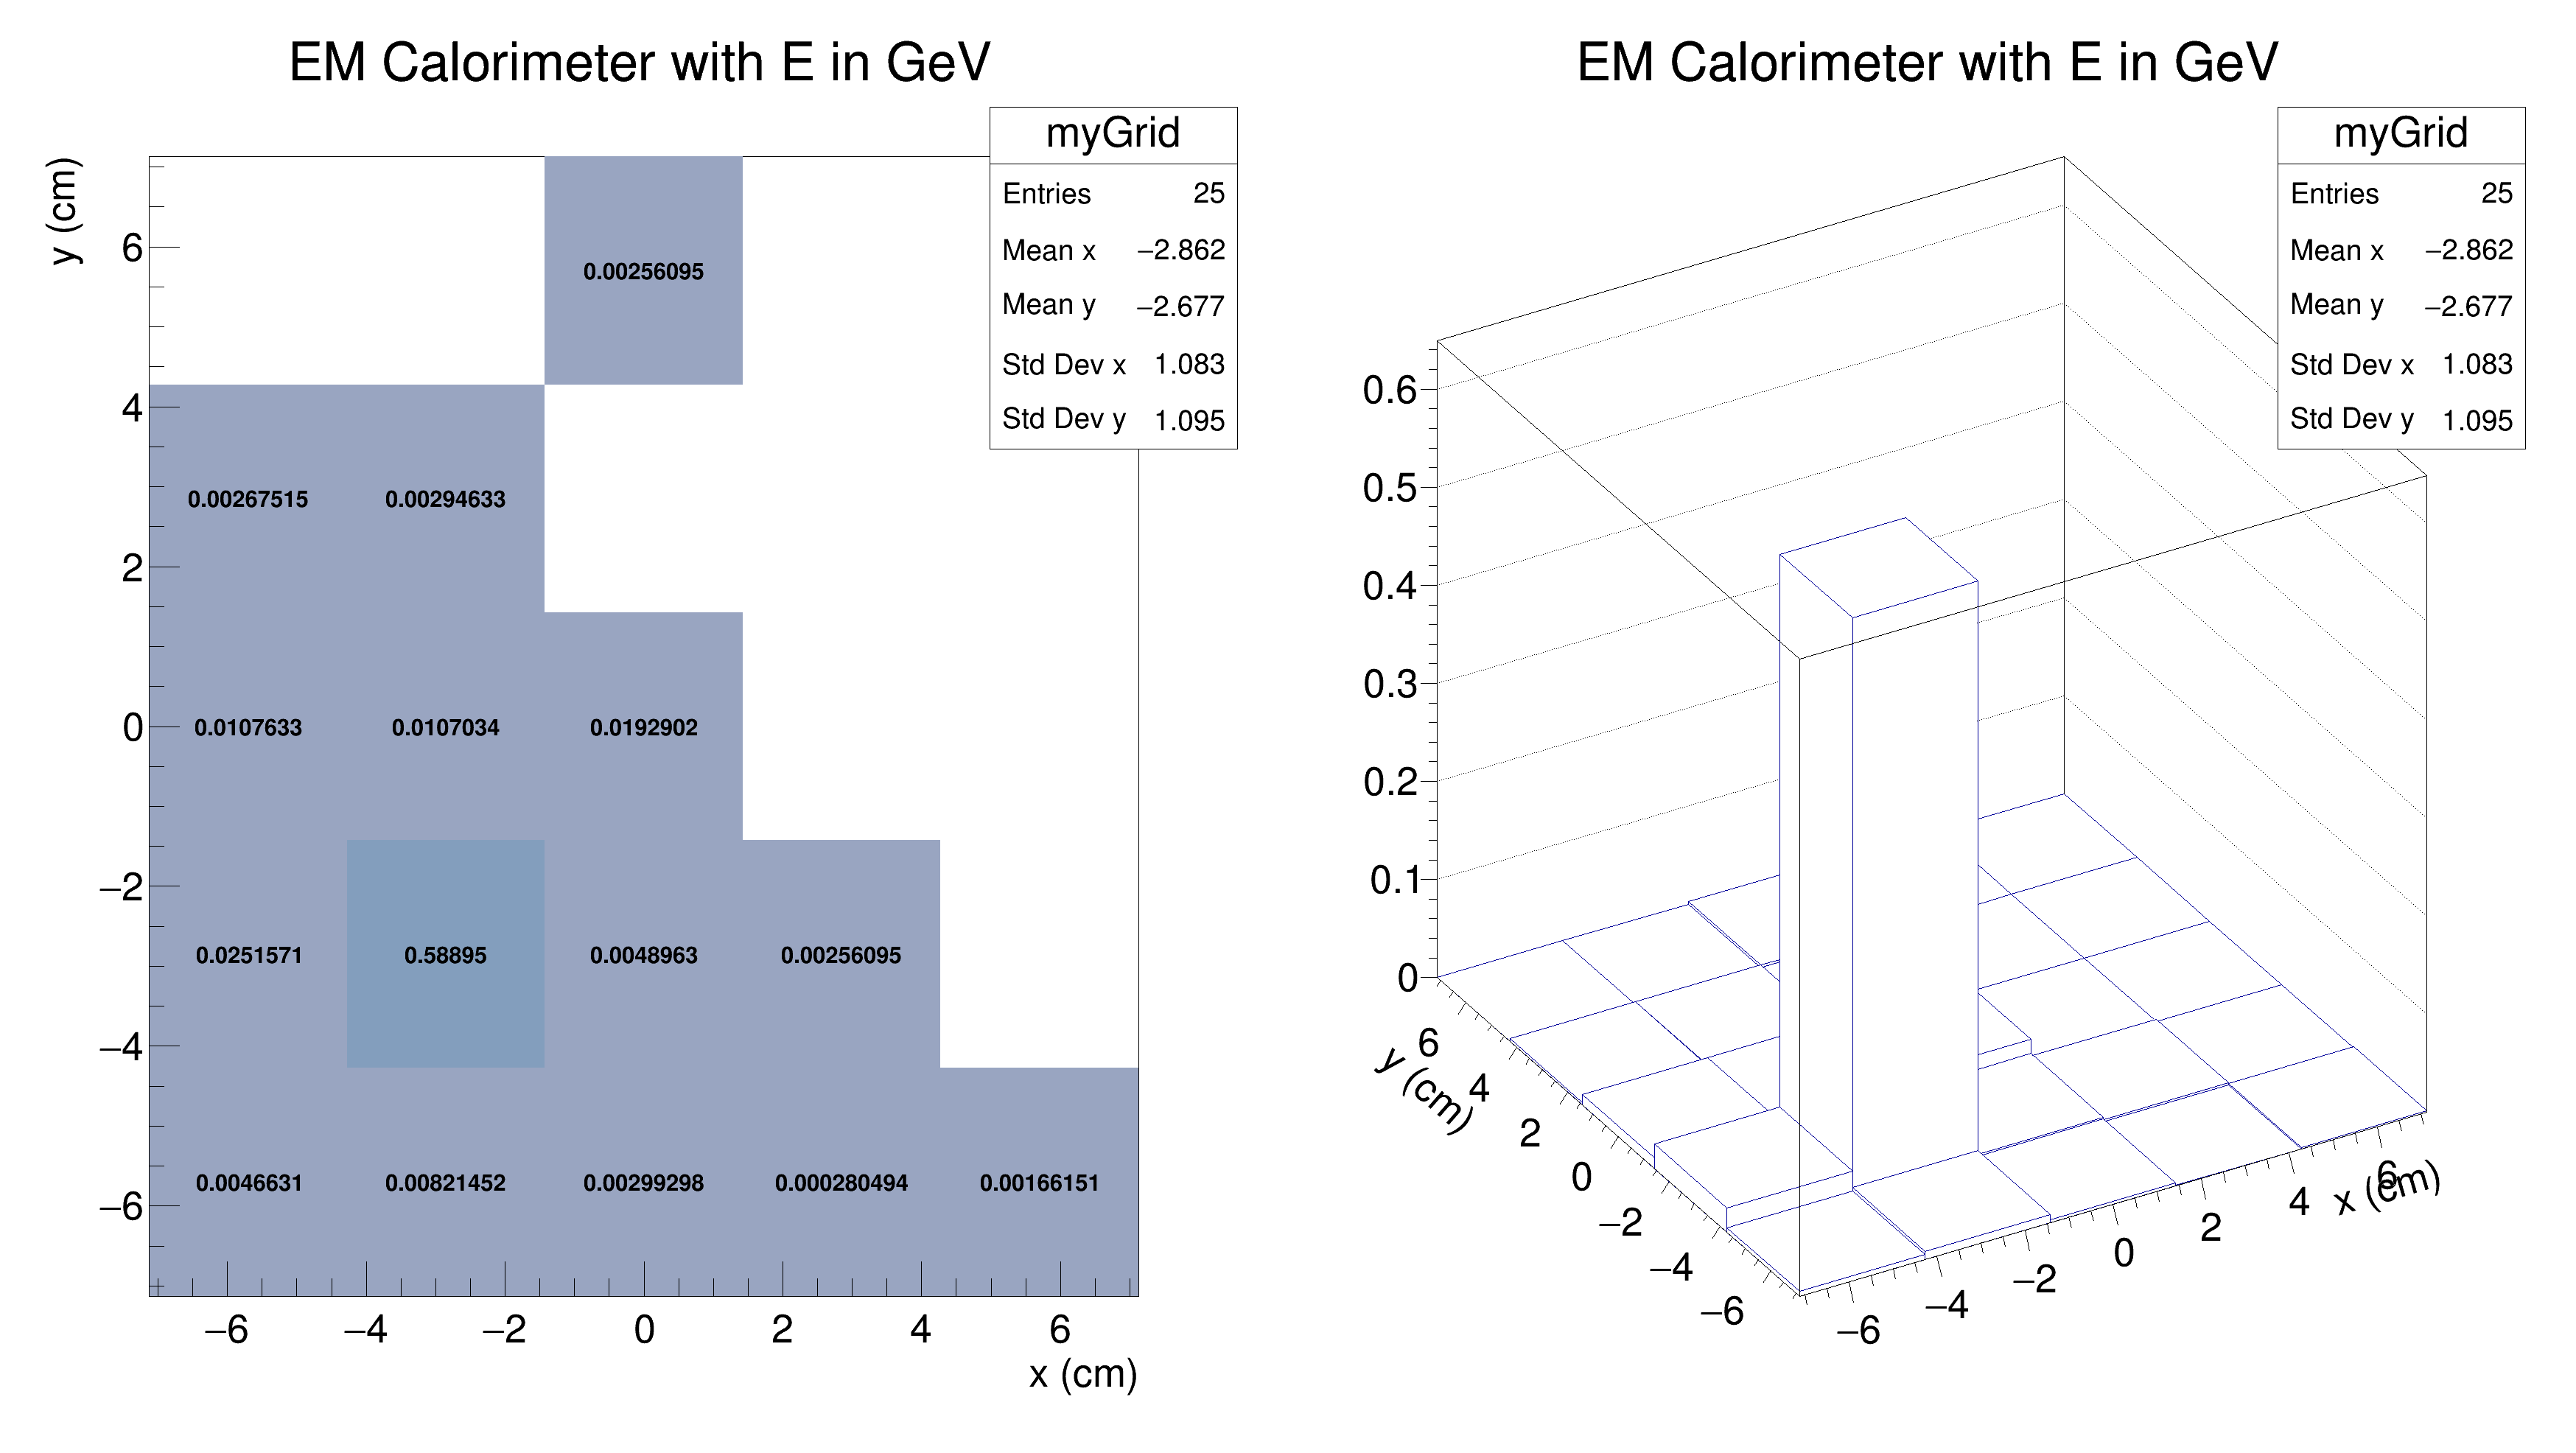 EM Calorimeter with E in GeV
myGrid
Entries 25
Mean x −2.862
Mean y −2.677
Std Dev x 1.083
Std Dev y 1.095
y (cm)
6
4
2
0
−2
−4
−6
0.00256095
0.00267515 0.00294633
0.0107633 0.0107034 0.0192902
0.0251571 0.58895 0.0048963 0.00256095
0.0046631 0.00821452 0.00299298 0.000280494 0.00166151
−6 −4 −2 0 2 4 6
x (cm)
EM Calorimeter with E in GeV
myGrid
Entries 25
Mean x −2.862
Mean y −2.677
Std Dev x 1.083
Std Dev y 1.095
0.6
0.5
0.4
0.3
0.2
0.1
0
6
4
2
0
−2
−4
−6
y (cm)
−6 −4 −2 0 2 4 6
x (cm)